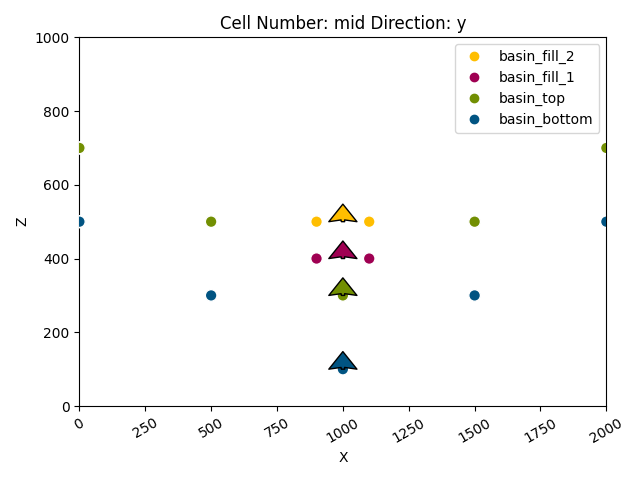 Cell Number: mid Direction: y
1000
800
600
400
200
0
Z
basin_fill_2
basin_fill_1
basin_top
basin_bottom
0
250
500
750
1000
1250
1500
1750
2000
X